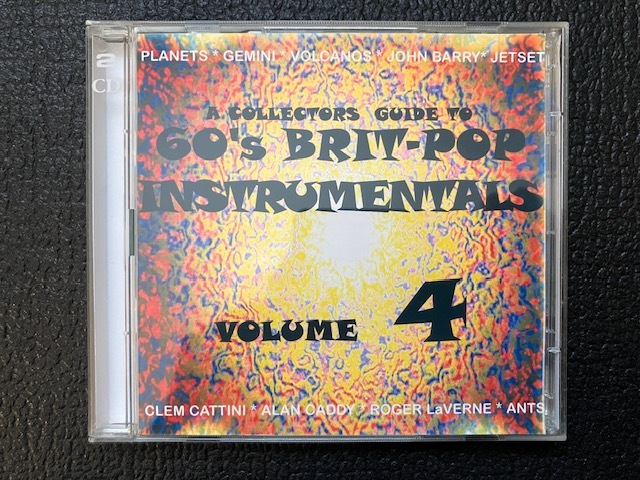 2
CD
PLANETS * GEMINI * VOLCANOS * JOHN BARRY* JETSET
A COLLECTORS GUIDE TO
60's BRIT-POP
INSTRUMENTALS
VOLUME 4
CLEM CATTINI * ALAN CADDY * ROGER LaVERNE * ANTS